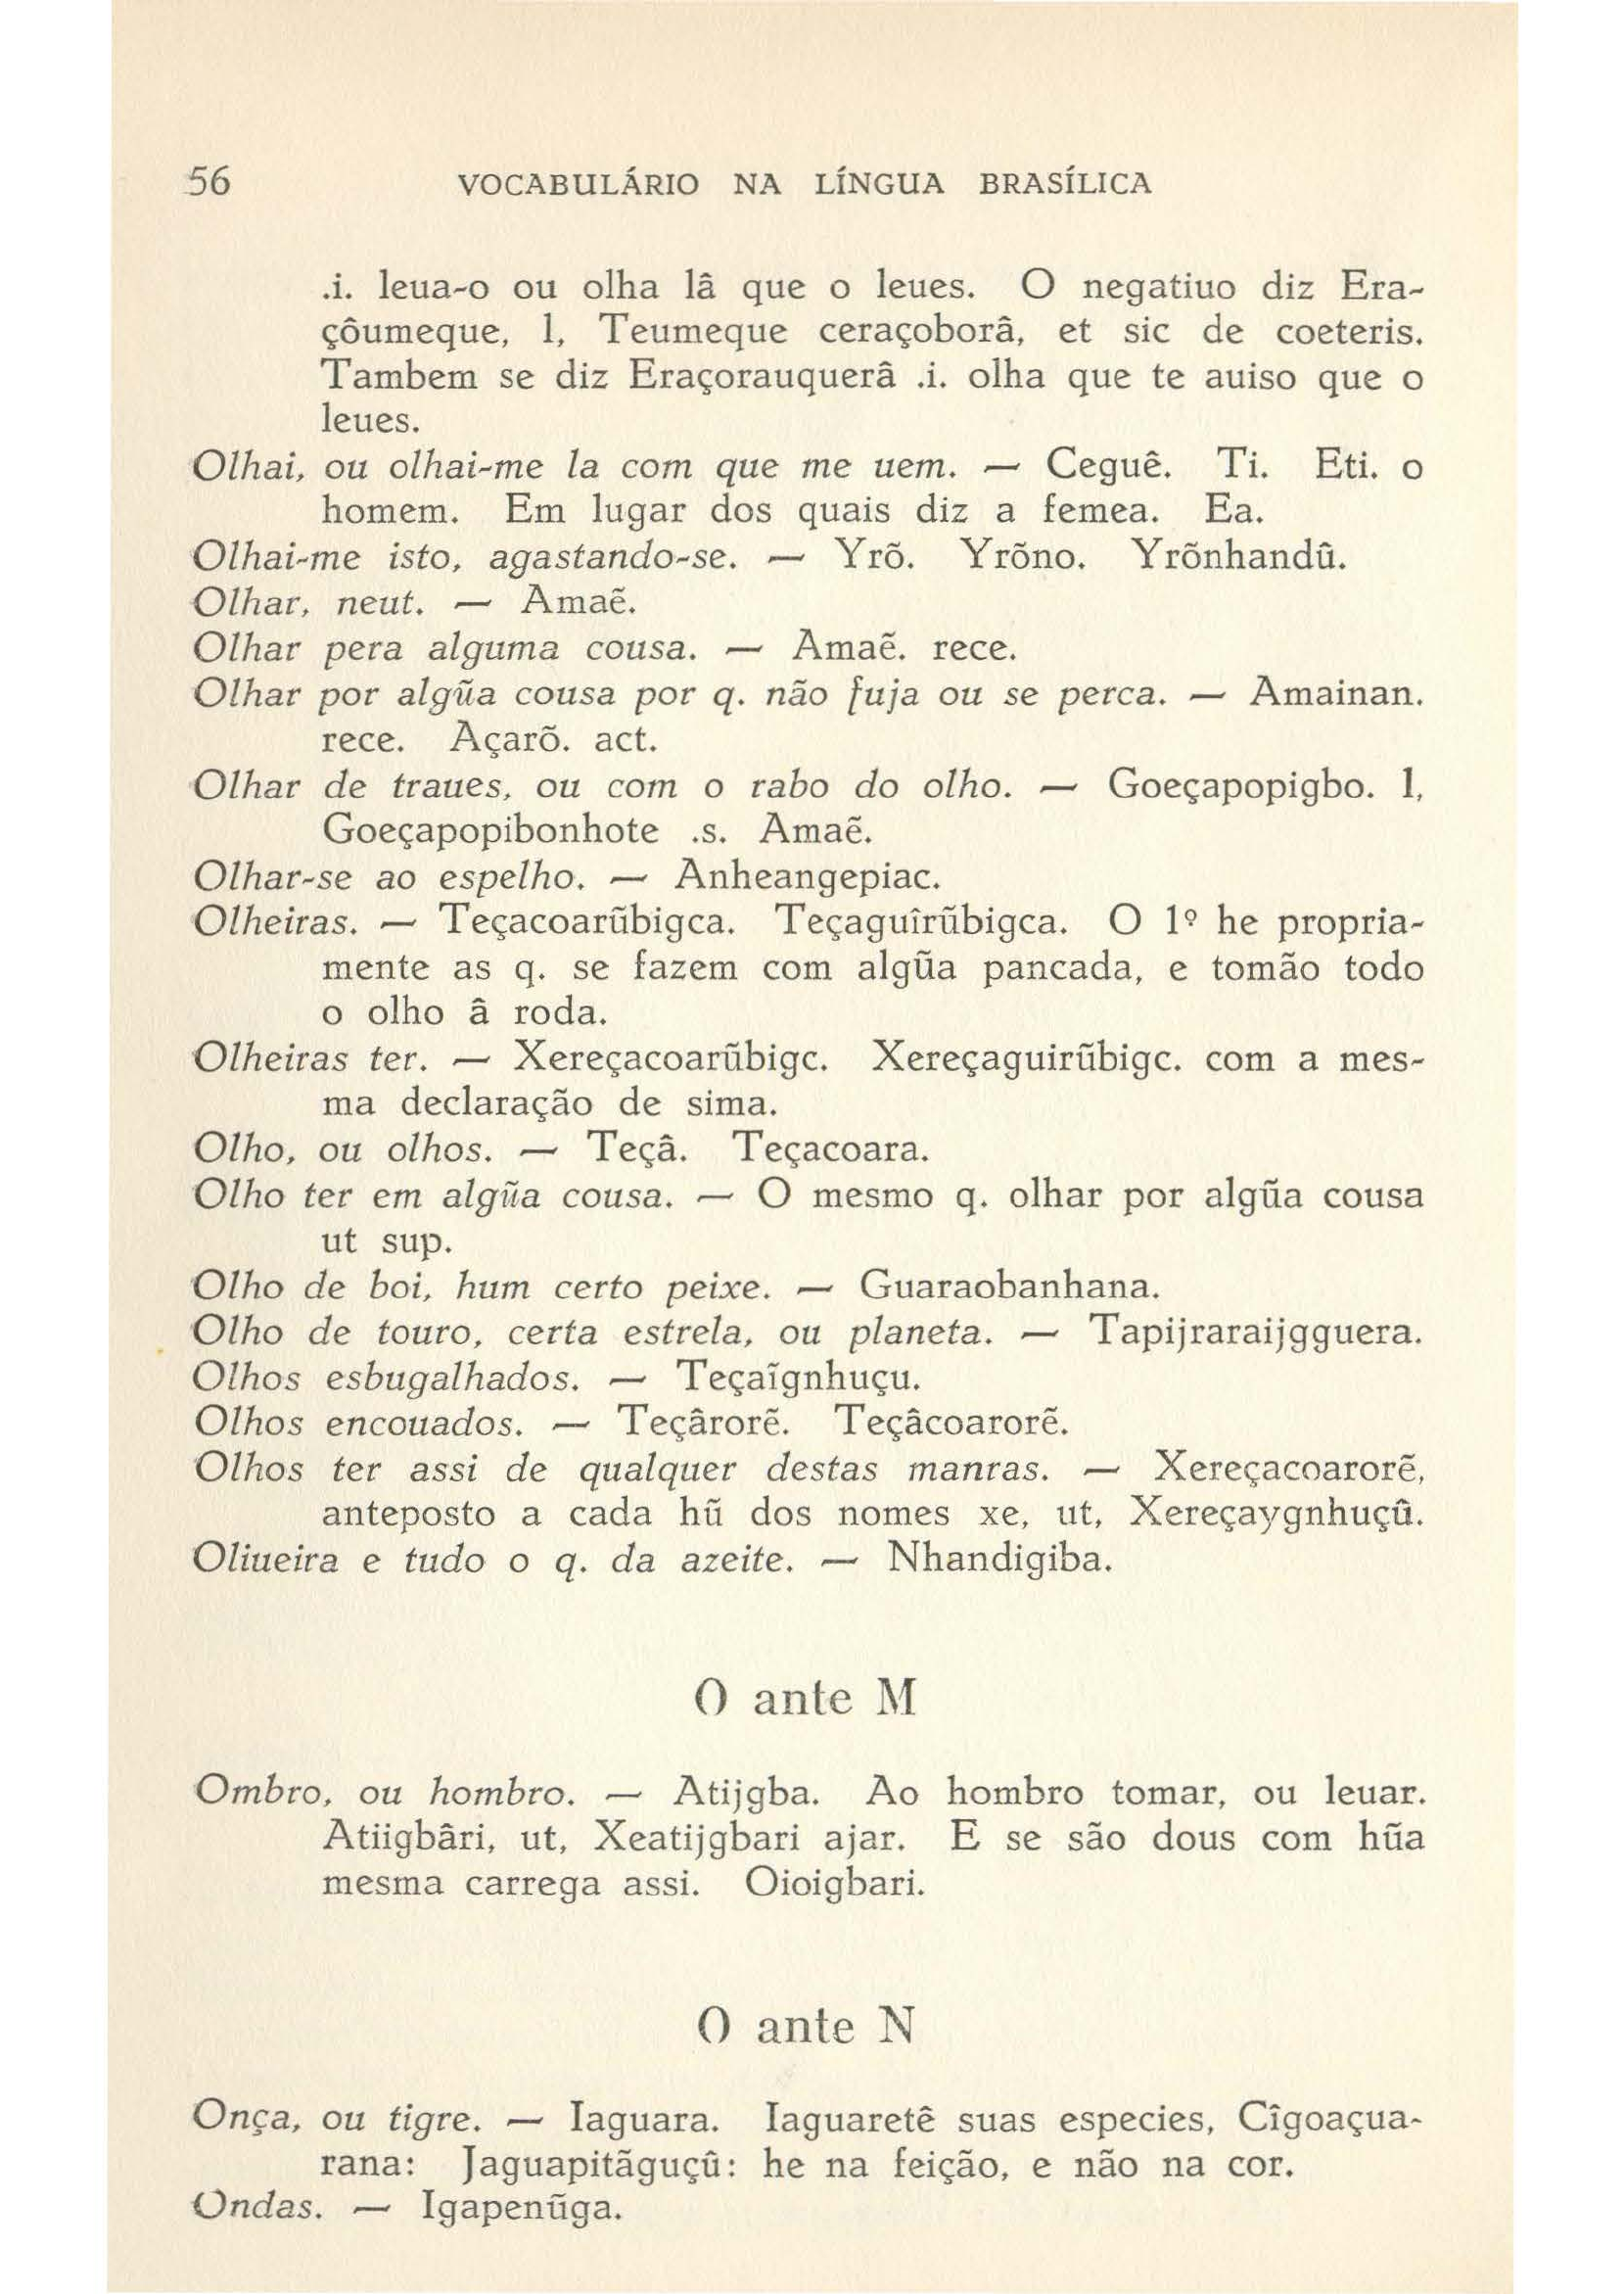 56 VOCABULÁRIO NA LÍNGUA BRASÍLICA
.i. leua-o ou olha lâ que o leues. O negatiuo diz Era-
çôumeque, l, Teumeque ceraçoborâ, et sic de coeteris.
Tambem se diz Eraçorauquerâ .i. olha que te auiso que o
leues.
Olhai, ou olhai-me la com que me uem. — Ceguê. Ti. Eti. o
homem. Em lugar dos quais diz a femea. Ea.
Olhai-me isto, agastando-se. — Yrõ. Yrõno. Yrõnhandû.
Olhar, neut. — Amaẽ.
Olhar pera alguma cousa. — Amaẽ. rece.
Olhar por algũa cousa por q. não fuja ou se perca. — Amainan.
rece. Açarõ. act.
Olhar de traues, ou com o rabo do olho. — Goeçapopigbo. l,
Goeçapopibonhote .s. Amaẽ.
Olhar-se ao espelho. — Anheangepiac.
Olheiras. — Teçacoarũbigca. Teçaguîrũbigca. O 1º he propria-
mente as q. se fazem com algũa pancada, e tomão todo
o olho â roda.
Olheiras ter. — Xereçacoarũbigc. Xereçaguirũbigc. com a mes-
ma declaração de sima.
Olho, ou olhos. — Teçâ. Teçacoara.
Olho ter em algũa cousa. — O mesmo q. olhar por algũa cousa
ut sup.
Olho de boi, hum certo peixe. — Guaraobanhana.
Olho de touro, certa estrela, ou planeta. — Tapijraraijgguera.
Olhos esbugalhados. — Teçaĩgnhuçu.
Olhos encouados. — Teçârorẽ. Teçâcoarorẽ.
Olhos ter assi de qualquer destas manras. — Xereçacoarorẽ,
anteposto a cada hũ dos nomes xe, ut, Xereçaygnhuçû.
Oliueira e tudo o q. da azeite. — Nhandigiba.
O ante M
Ombro, ou hombro. — Atijgba. Ao hombro tomar, ou leuar.
Atiigbâri, ut, Xeatijgbari ajar. E se são dous com hũa
mesma carrega assi. Oioigbari.
O ante N
Onça, ou tigre. — Iaguara. Iaguaretê suas especies, Cîgoaçua-
rana: Jaguapitãguçû: he na feição, e não na cor.
Ondas. — Igapenũga.